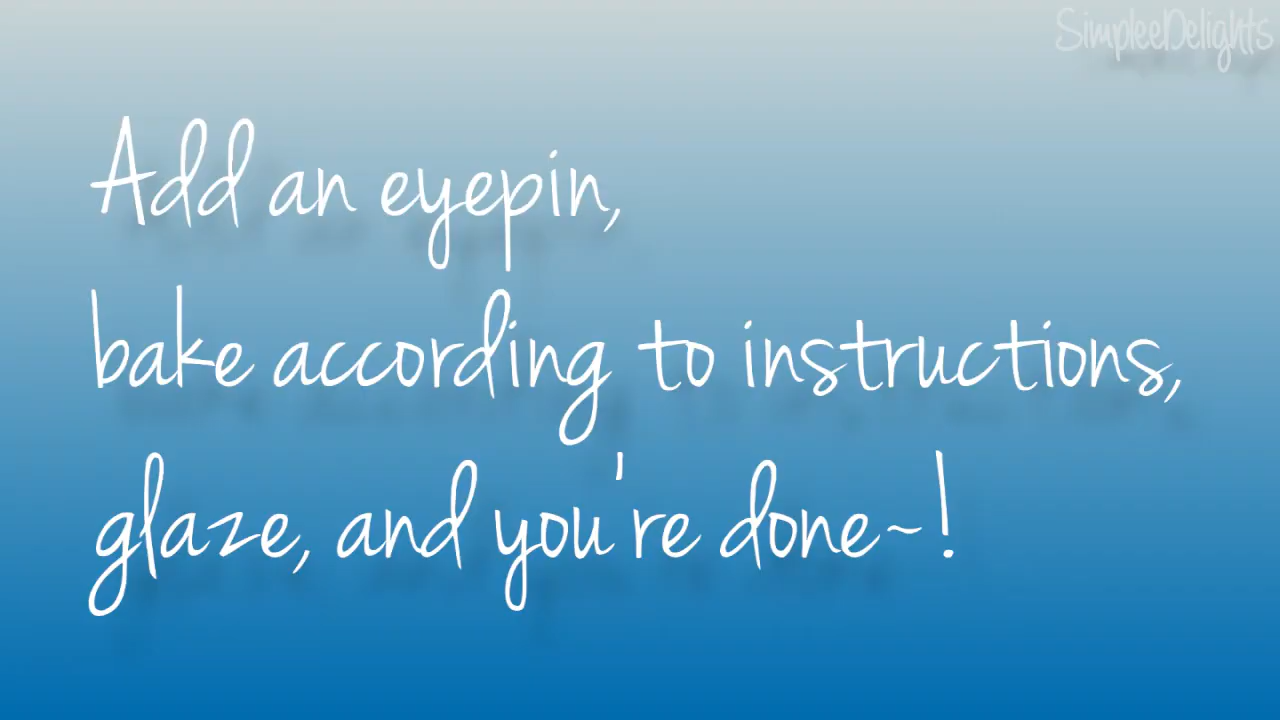 SimpleeDelights
Add an eyepin,
bake according to instructions,
glaze, and you're done~!